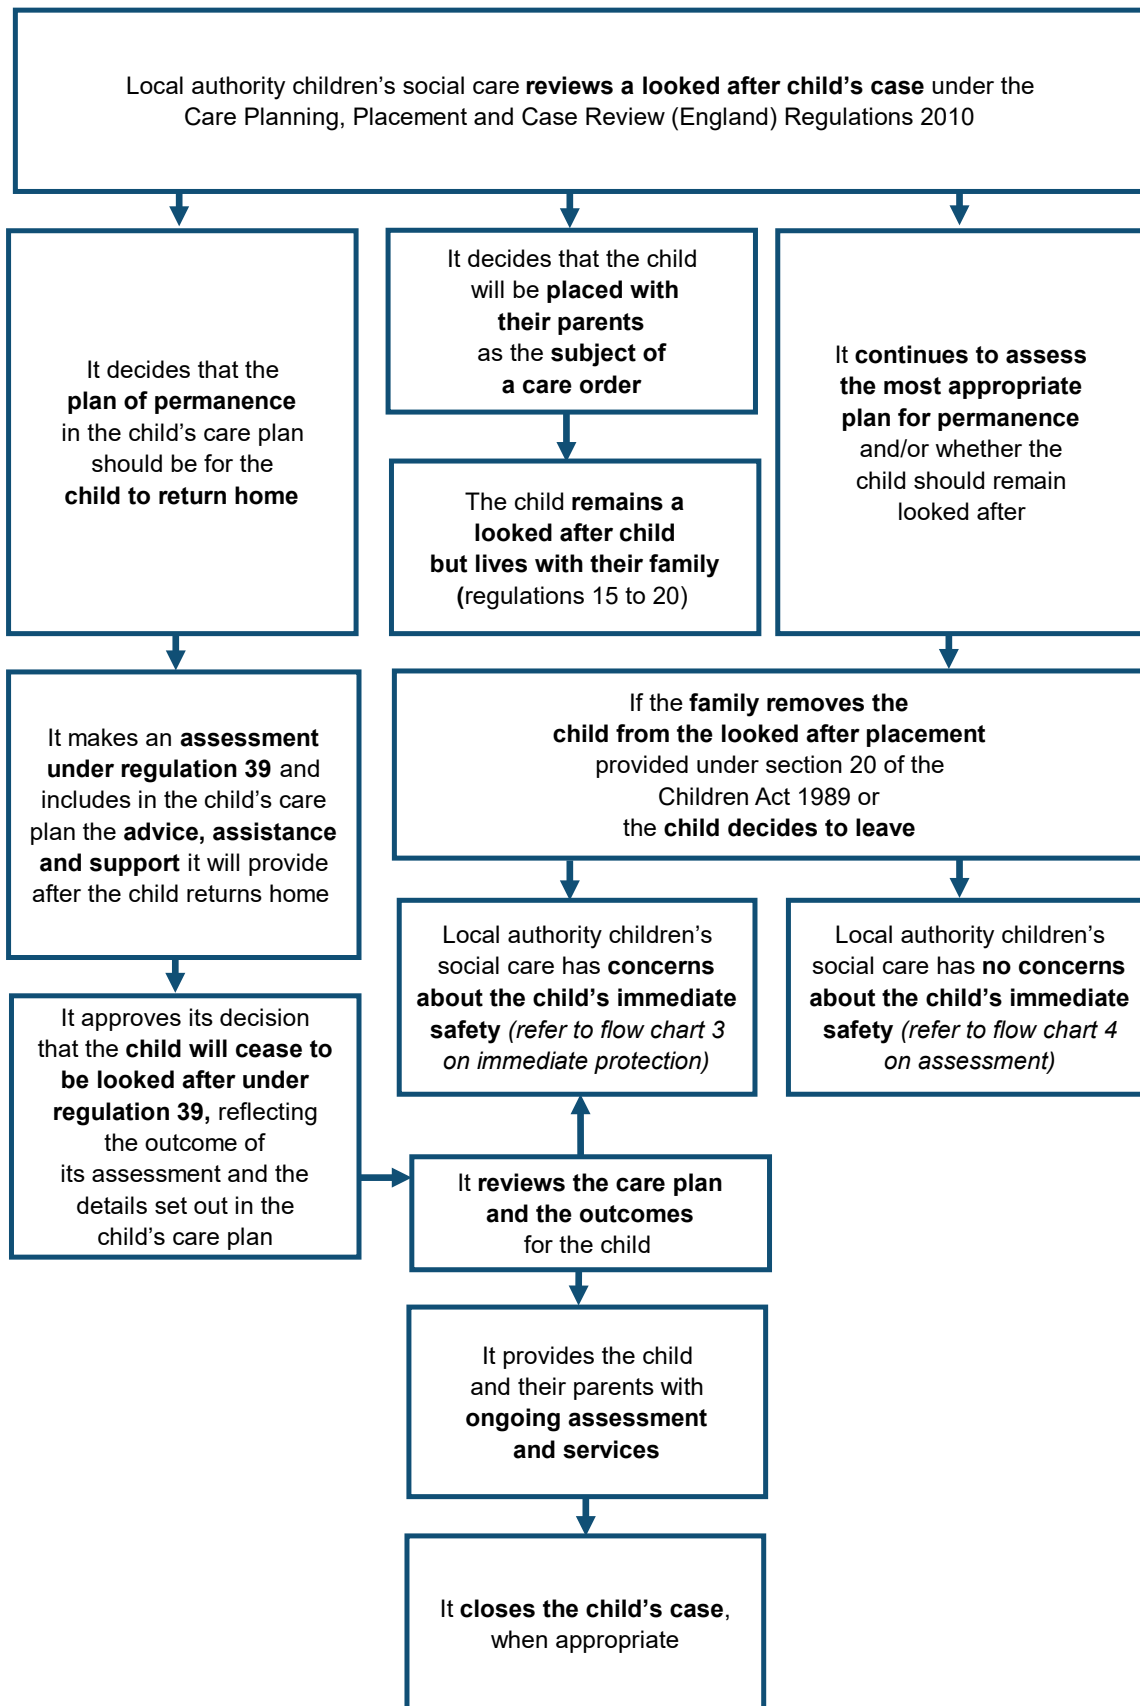 Local authority children’s social care reviews a looked after child’s case under the
Care Planning, Placement and Case Review (England) Regulations 2010
It decides that the
plan of permanence
in the child’s care plan
should be for the
child to return home
It decides that the child
will be placed with
their parents
as the subject of
a care order
It continues to assess
the most appropriate
plan for permanence
and/or whether the
child should remain
looked after
The child remains a
looked after child
but lives with their family
(regulations 15 to 20)
It makes an assessment
under regulation 39 and
includes in the child’s care
plan the advice, assistance
and support it will provide
after the child returns home
If the family removes the
child from the looked after placement
provided under section 20 of the
Children Act 1989 or
the child decides to leave
Local authority children’s
social care has concerns
about the child’s immediate
safety (refer to flow chart 3
on immediate protection)
Local authority children’s
social care has no concerns
about the child’s immediate
safety (refer to flow chart 4
on assessment)
It approves its decision
that the child will cease to
be looked after under
regulation 39, reflecting
the outcome of
its assessment and the
details set out in the
child’s care plan
It reviews the care plan
and the outcomes
for the child
It provides the child
and their parents with
ongoing assessment
and services
It closes the child’s case,
when appropriate